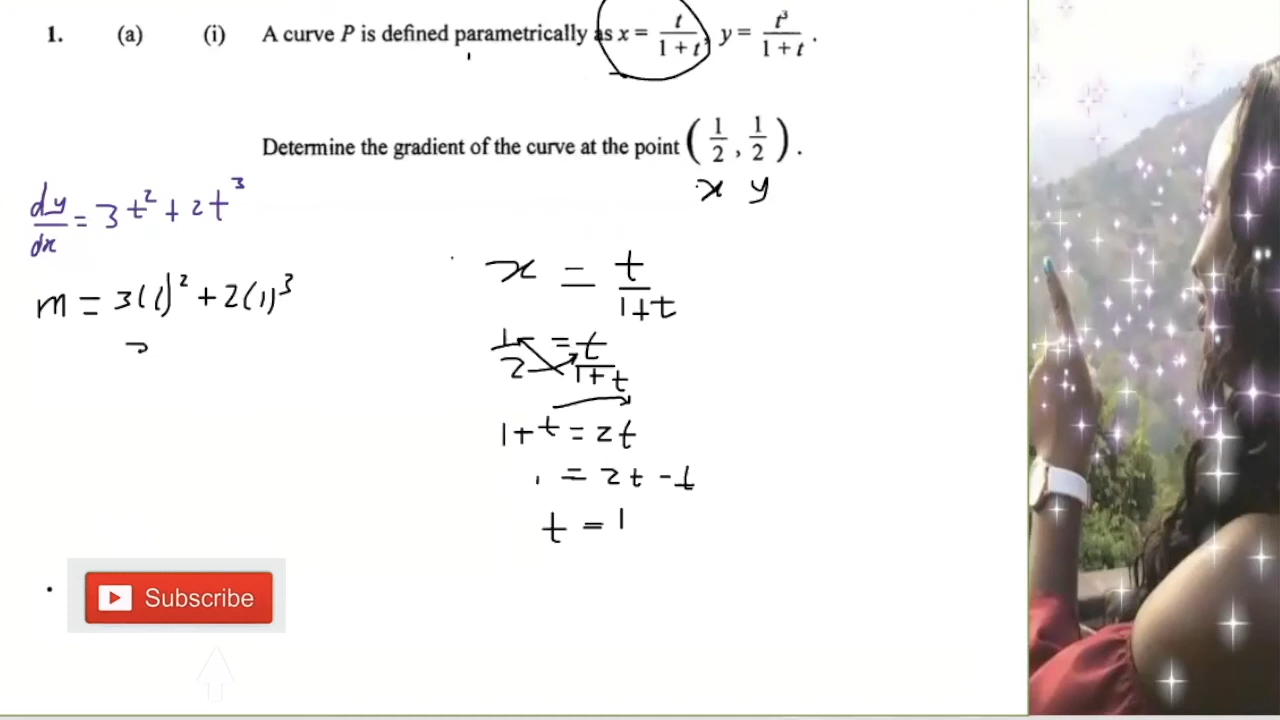 1. (a) (i) A curve P is defined parametrically as x = t/(1 + t), y = t³/(1 + t).
Determine the gradient of the curve at the point (1/2, 1/2).
x y
dy/dx = 3t² + 2t³
m = 3(1)² + 2(1)³
=
x = t/(1+t)
1/2 = t/(1+t)
1+t = 2t
1 = 2t - t
t = 1
Subscribe